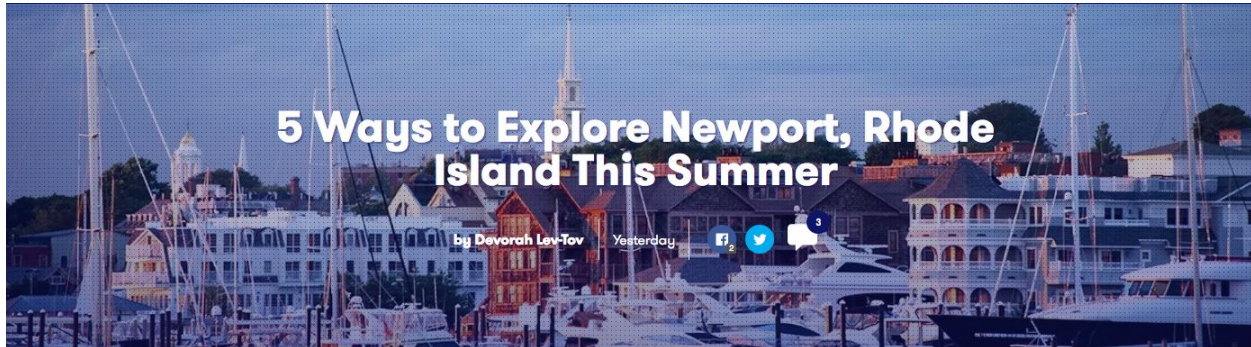 5 Ways to Explore Newport, Rhode
Island This Summer
by Devorah Lev-Tov Yesterday 2 3